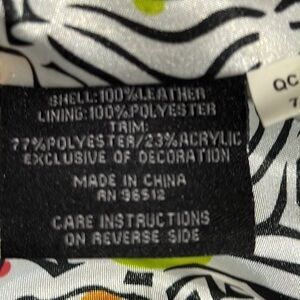 SHELL:100%LEATHER
LINING:100%POLYESTER
TRIM:
77%POLYESTER/23%ACRYLIC
EXCLUSIVE OF DECORATION
MADE IN CHINA
RN 96512
CARE INSTRUCTIONS
ON REVERSE SIDE
QC
7